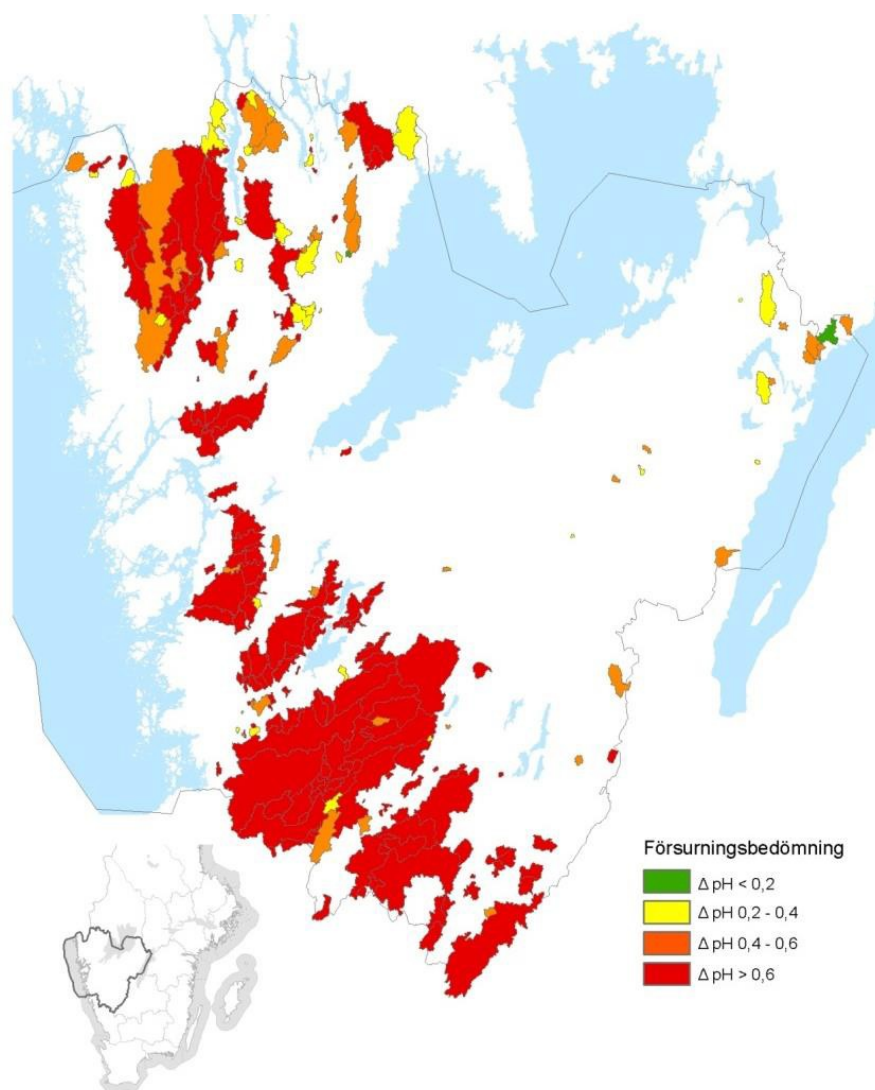 Försurningsbedömning
Δ pH < 0,2
Δ pH 0,2 - 0,4
Δ pH 0,4 - 0,6
Δ pH > 0,6